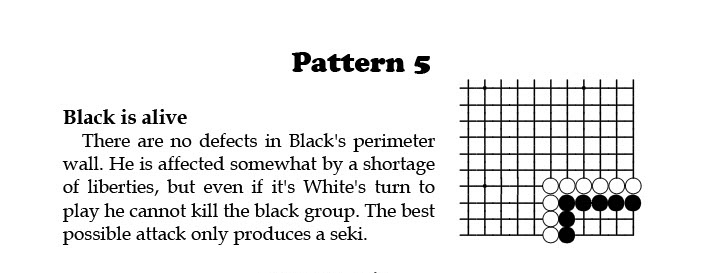 Pattern 5
Black is alive
There are no defects in Black's perimeter
wall. He is affected somewhat by a shortage
of liberties, but even if it's White's turn to
play he cannot kill the black group. The best
possible attack only produces a seki.